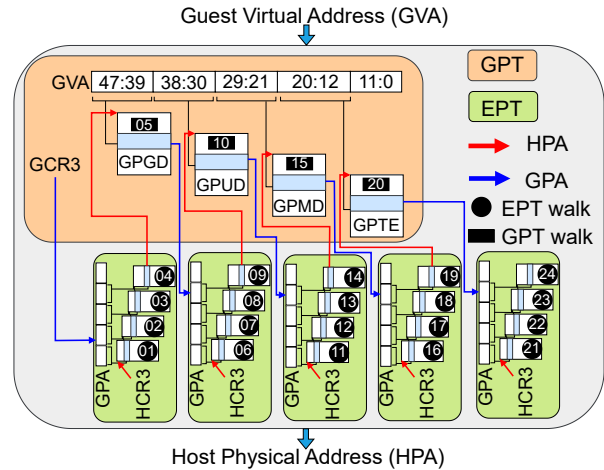 Guest Virtual Address (GVA)
GVA 47:39 38:30 29:21 20:12 11:0
GPT
EPT
HPA
GPA
EPT walk
GPT walk
GCR3
05
GPGD
10
GPUD
15
GPMD
20
GPTE
04
03
02
01
GPA
HCR3
09
08
07
06
GPA
HCR3
14
13
12
11
GPA
HCR3
19
18
17
16
GPA
HCR3
24
23
22
21
GPA
HCR3
Host Physical Address (HPA)